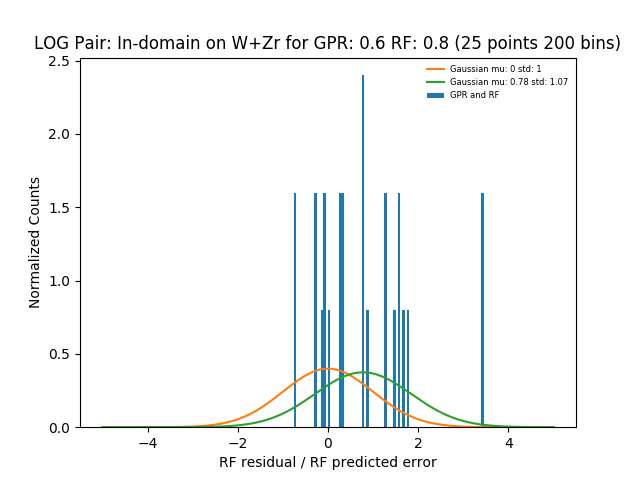 LOG Pair: In-domain on W+Zr for GPR: 0.6 RF: 0.8 (25 points 200 bins)
Gaussian mu: 0 std: 1
Gaussian mu: 0.78 std: 1.07
GPR and RF
Normalized Counts
2.5
2.0
1.5
1.0
0.5
0.0
−4
−2
0
2
4
RF residual / RF predicted error